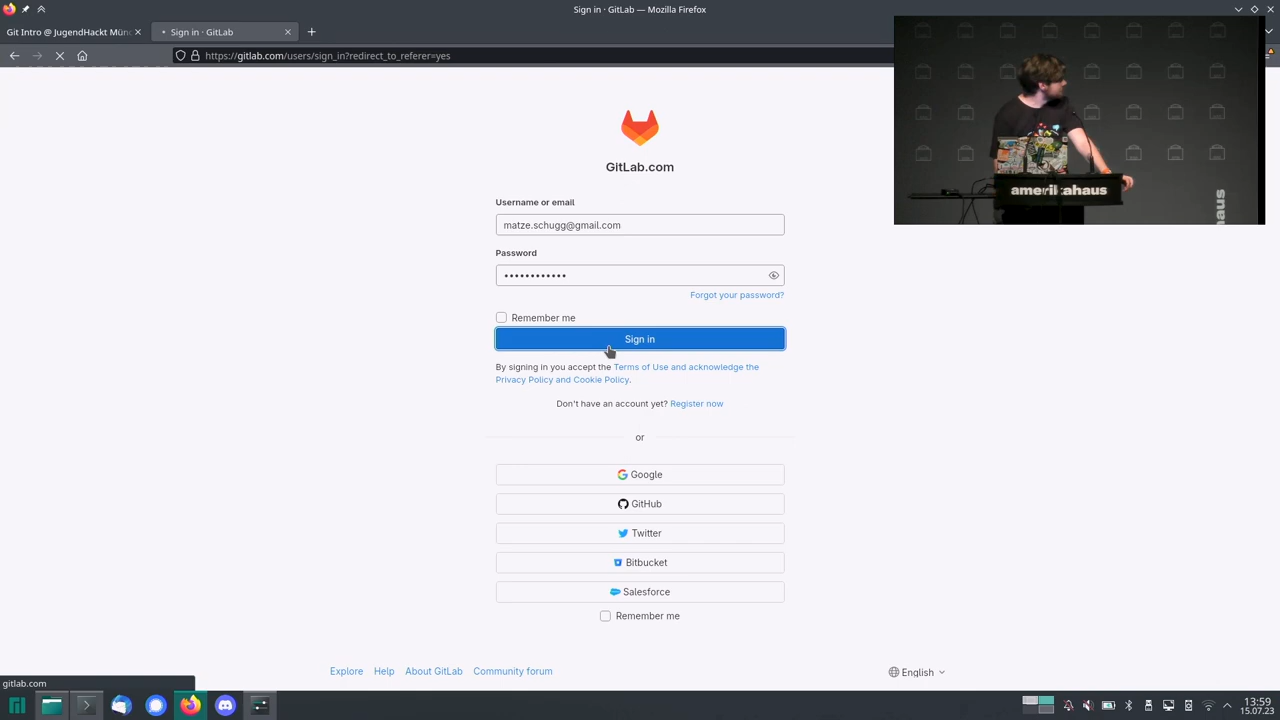 Sign in · GitLab — Mozilla Firefox
Git Intro @ JugendHackt Münc
Sign in · GitLab
https://gitlab.com/users/sign_in?redirect_to_referer=yes
GitLab.com
Username or email
matze.schugg@gmail.com
Password
••••••••••••
Forgot your password?
Remember me
Sign in
By signing in you accept the Terms of Use and acknowledge the
Privacy Policy and Cookie Policy.
Don't have an account yet? Register now
or
Google
GitHub
Twitter
Bitbucket
Salesforce
Remember me
Explore
Help
About GitLab
Community forum
English
gitlab.com
13:59
15.07.23
amerikahaus
haus